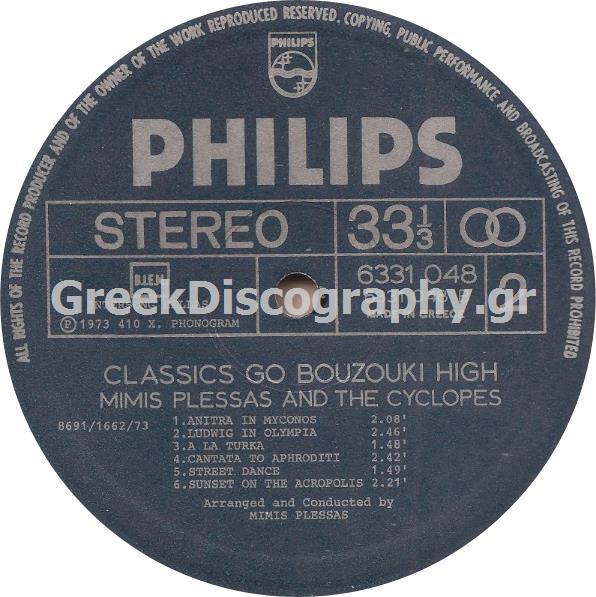 ALL RIGHTS OF THE RECORD PRODUCER AND OF THE OWNER OF THE WORK REPRODUCED RESERVED. COPYING, PUBLIC PERFORMANCE AND BROADCASTING OF THIS RECORD PROHIBITED
PHILIPS
PHILIPS
STEREO 33⅓
B.I.E.M 6331 048 2
GreekDiscography.gr
MADE IN GREECE
Ⓟ 1973 410 X. PHONOGRAM
CLASSICS GO BOUZOUKI HIGH
MIMIS PLESSAS AND THE CYCLOPES
8691/1662/73
1.ANITRA IN MYCONOS 2.08'
2.LUDWIG IN OLYMPIA 2.46'
3.A LA TURKA 1.48'
4.CANTATA TO APHRODITI 2.42'
5.STREET DANCE 1.49'
6.SUNSET ON THE ACROPOLIS 2.21'
Arranged and Conducted by
MIMIS PLESSAS